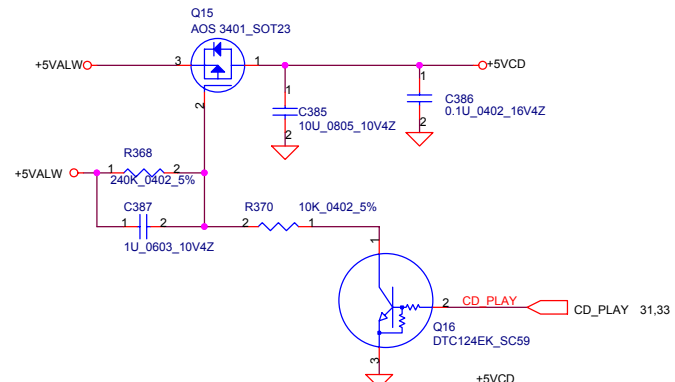 Q15
AOS 3401_SOT23
+5VALW
3
1
+5VCD
2
1
C385
10U_0805_10V4Z
2
1
C386
0.1U_0402_16V4Z
2
+5VALW
R368
1
2
240K_0402_5%
C387
1
2
1U_0603_10V4Z
R370
10K_0402_5%
2
1
1
2
CD_PLAY
CD_PLAY 31,33
Q16
DTC124EK_SC59
3
+5VCD